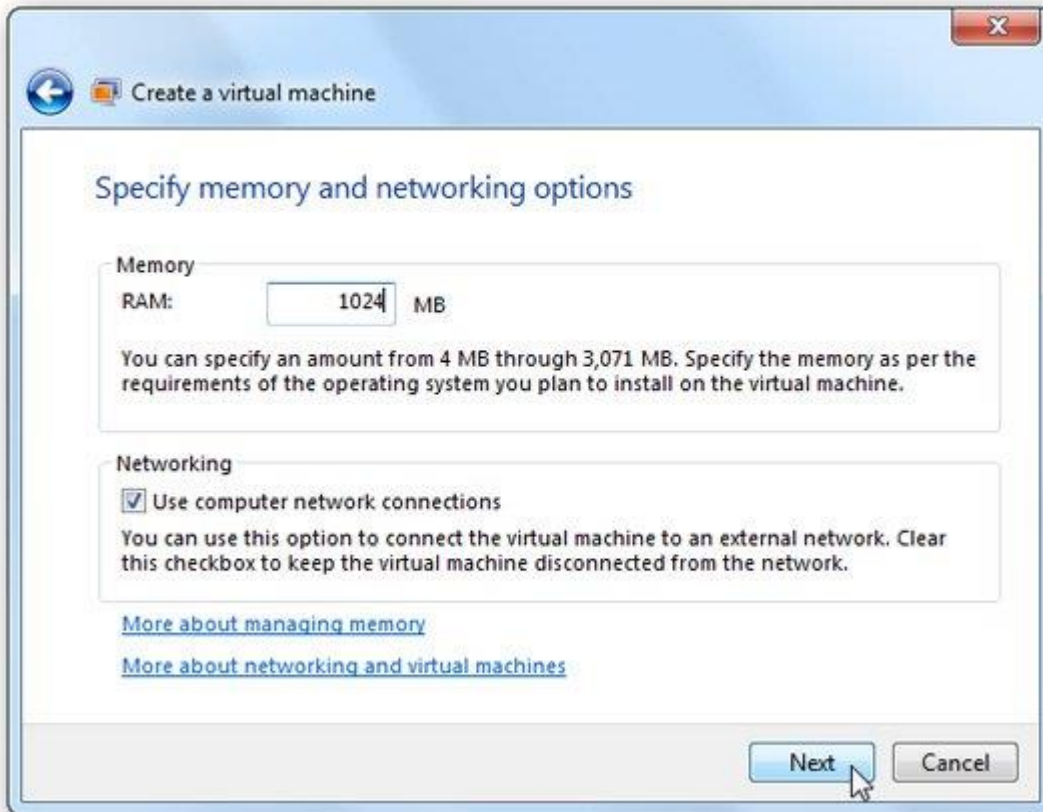 Create a virtual machine
Specify memory and networking options
Memory
RAM: 1024 MB
You can specify an amount from 4 MB through 3,071 MB. Specify the memory as per the
requirements of the operating system you plan to install on the virtual machine.
Networking
Use computer network connections
You can use this option to connect the virtual machine to an external network. Clear
this checkbox to keep the virtual machine disconnected from the network.
More about managing memory
More about networking and virtual machines
Next Cancel